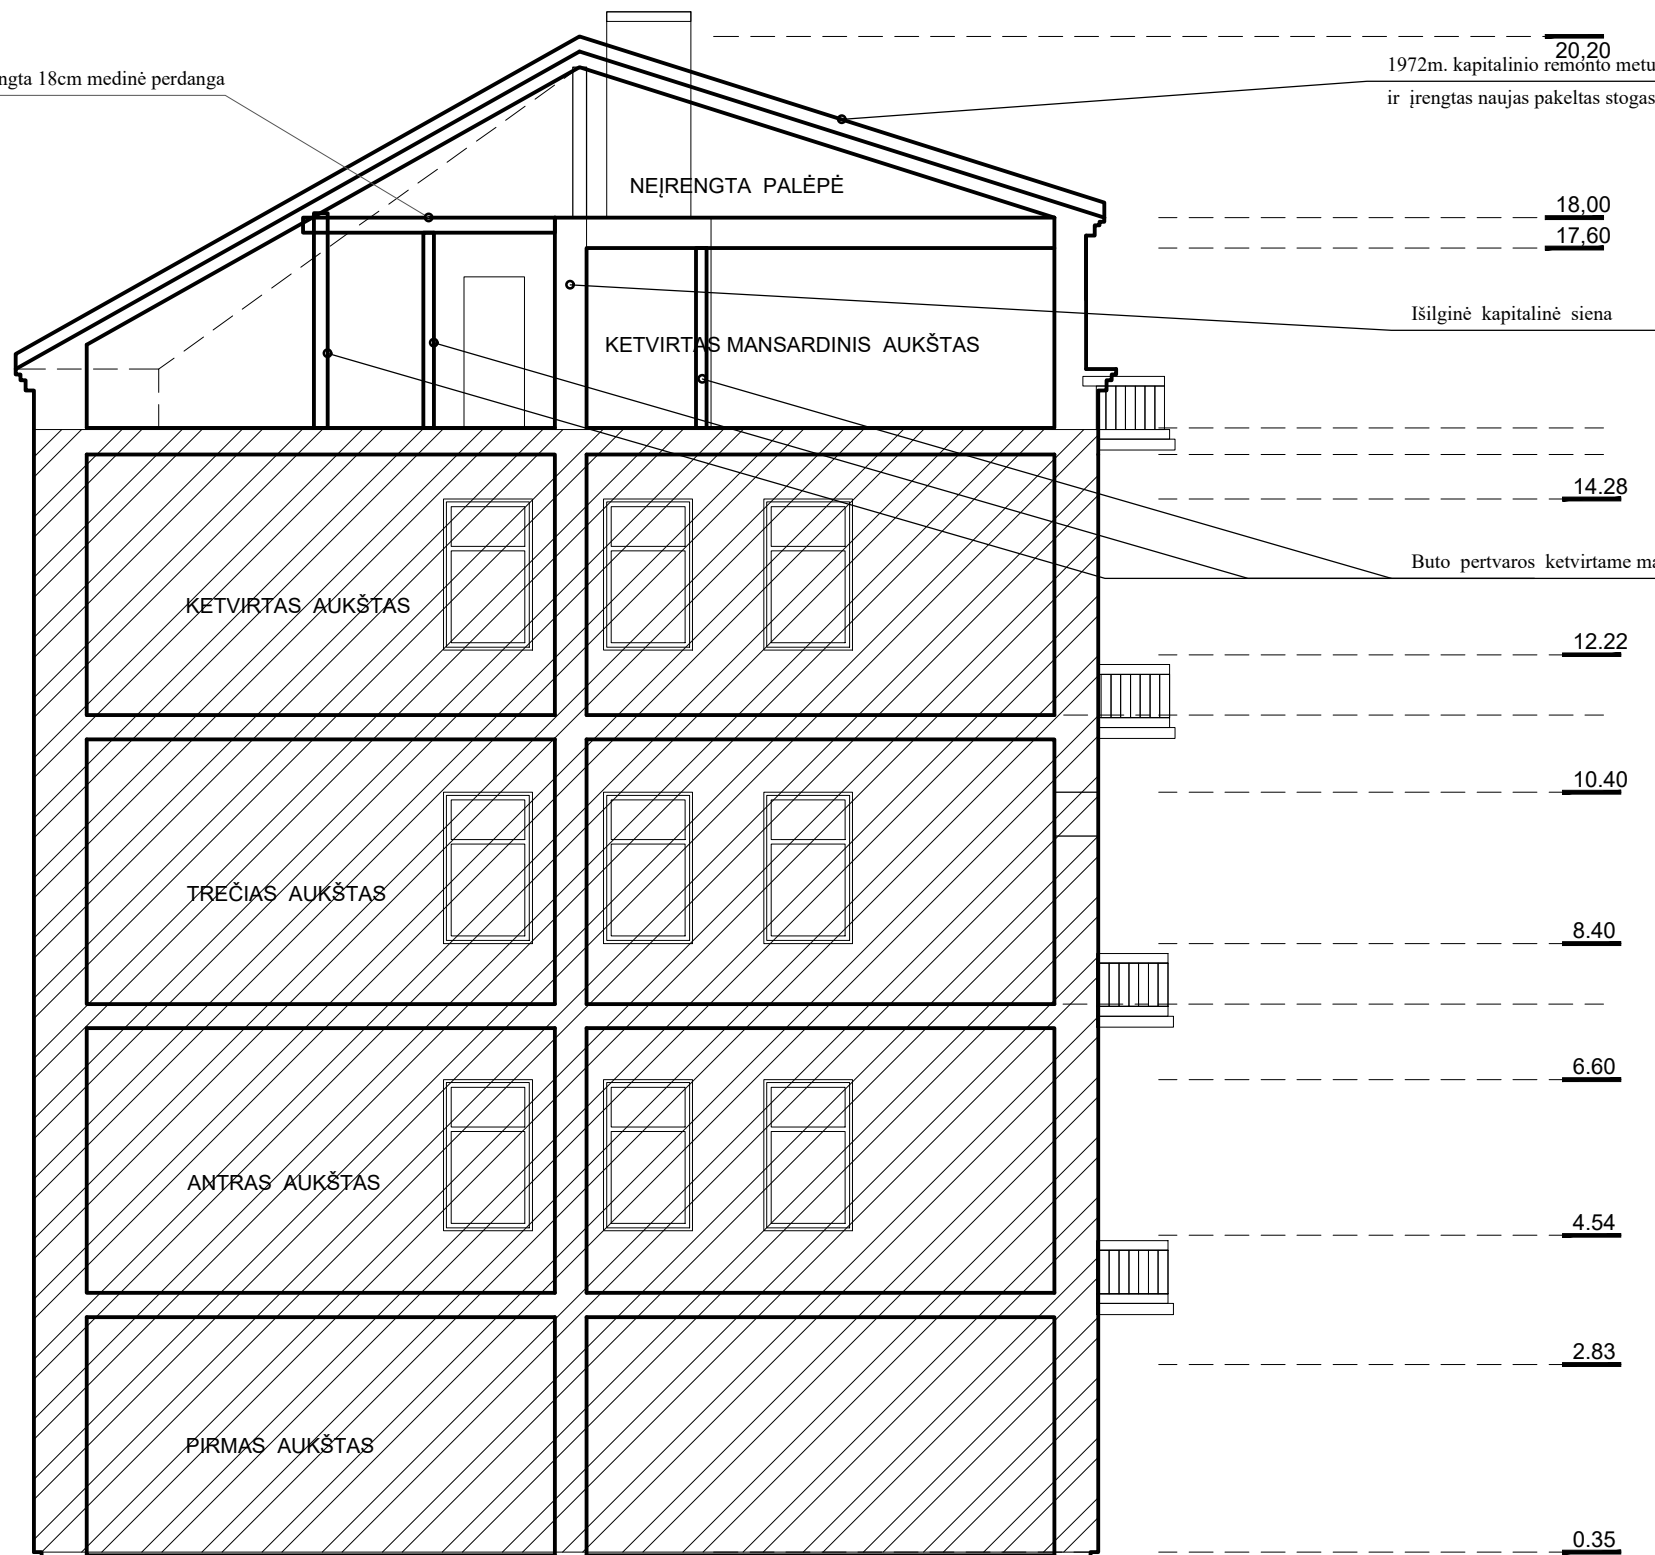 20,20
ngta 18cm medinė perdanga
1972m. kapitalinio remonto metu
ir įrengtas naujas pakeltas stogas
NEĮRENGTA PALĖPĖ
18,00
17,60
Išilginė kapitalinė siena
KETVIRTAS MANSARDINIS AUKŠTAS
14.28
Buto pertvaros ketvirtame ma
KETVIRTAS AUKŠTAS
12.22
10.40
TREČIAS AUKŠTAS
8.40
6.60
ANTRAS AUKŠTAS
4.54
2.83
PIRMAS AUKŠTAS
0.35